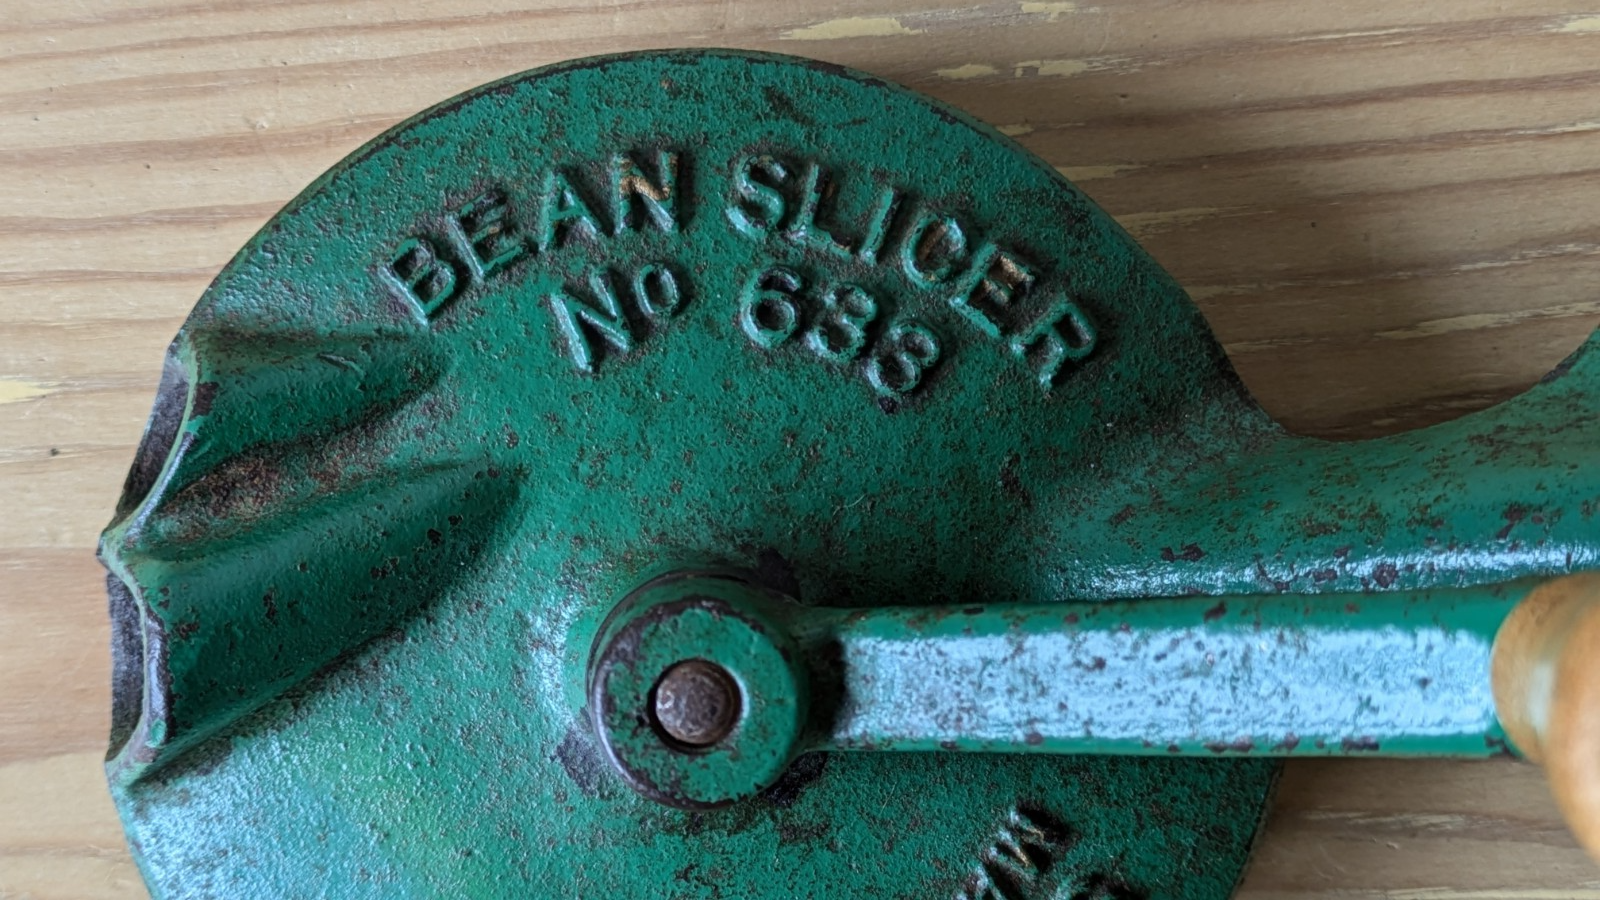 BEAN SLICER
No 633